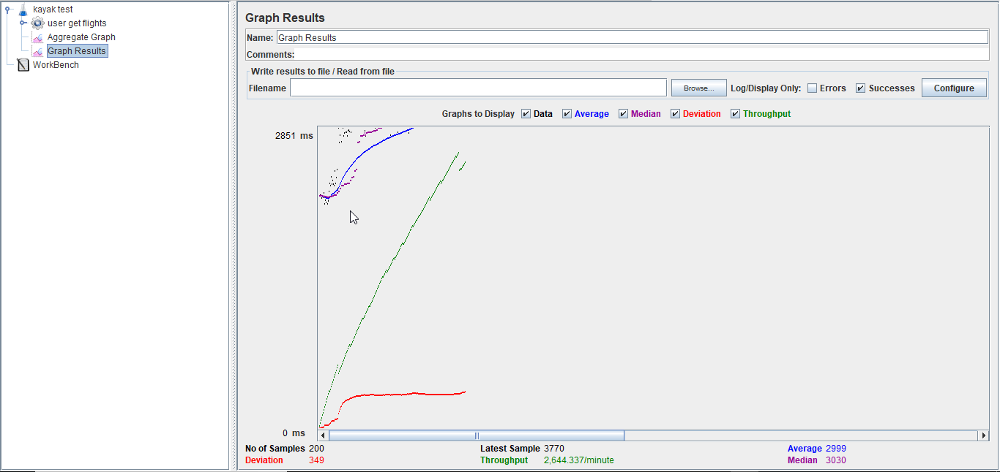 kayak test
user get flights
Aggregate Graph
Graph Results
WorkBench
Graph Results
Name: Graph Results
Comments:
Write results to file / Read from file
Filename Browse... Log/Display Only: Errors Successes Configure
Graphs to Display Data Average Median Deviation Throughput
2851 ms
0 ms
No of Samples 200 Latest Sample 3770 Average 2999
Deviation 349 Throughput 2,644.337/minute Median 3030